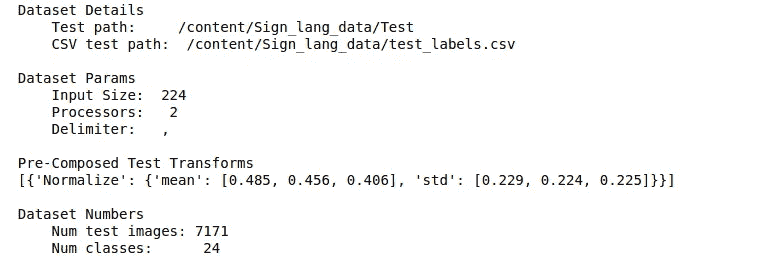 Dataset Details
Test path: /content/Sign_lang_data/Test
CSV test path: /content/Sign_lang_data/test_labels.csv
Dataset Params
Input Size: 224
Processors: 2
Delimiter: ,
Pre-Composed Test Transforms
[{'Normalize': {'mean': [0.485, 0.456, 0.406], 'std': [0.229, 0.224, 0.225]}}]
Dataset Numbers
Num test images: 7171
Num classes: 24